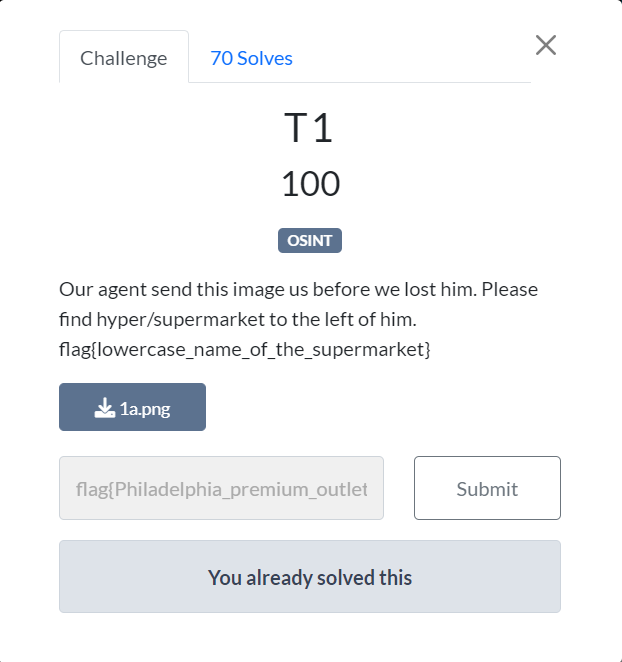 Challenge
70 Solves
T1
100
OSINT
Our agent send this image us before we lost him. Please
find hyper/supermarket to the left of him.
flag{lowercase_name_of_the_supermarket}
1a.png
flag{Philadelphia_premium_outlet
Submit
You already solved this